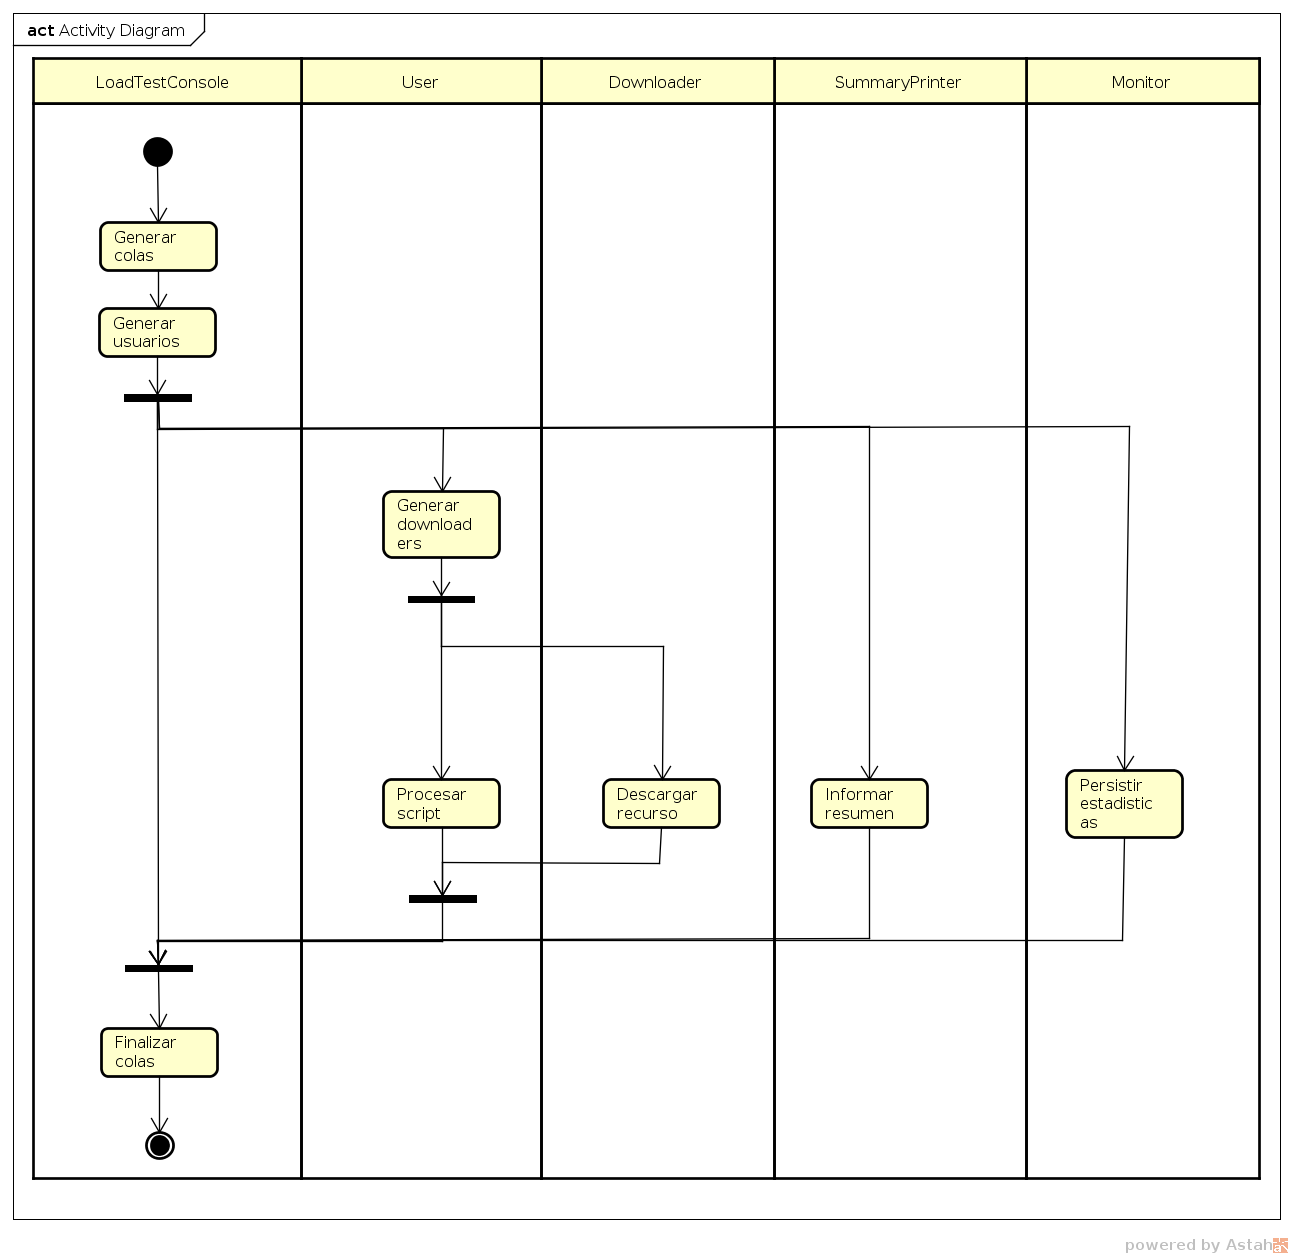 act Activity Diagram
LoadTestConsole
User
Downloader
SummaryPrinter
Monitor
Generar
colas
Generar
usuarios
Generar
download
ers
Procesar
script
Descargar
recurso
Informar
resumen
Persistir
estadistic
as
Finalizar
colas
powered by Astah